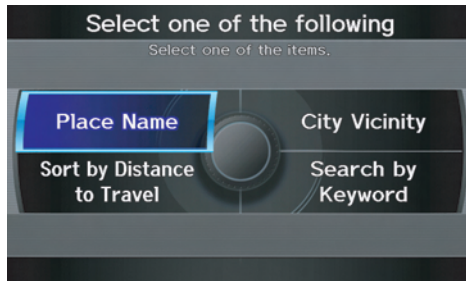 Select one of the following
Select one of the items.
Place Name
City Vicinity
Sort by Distance
to Travel
Search by
Keyword